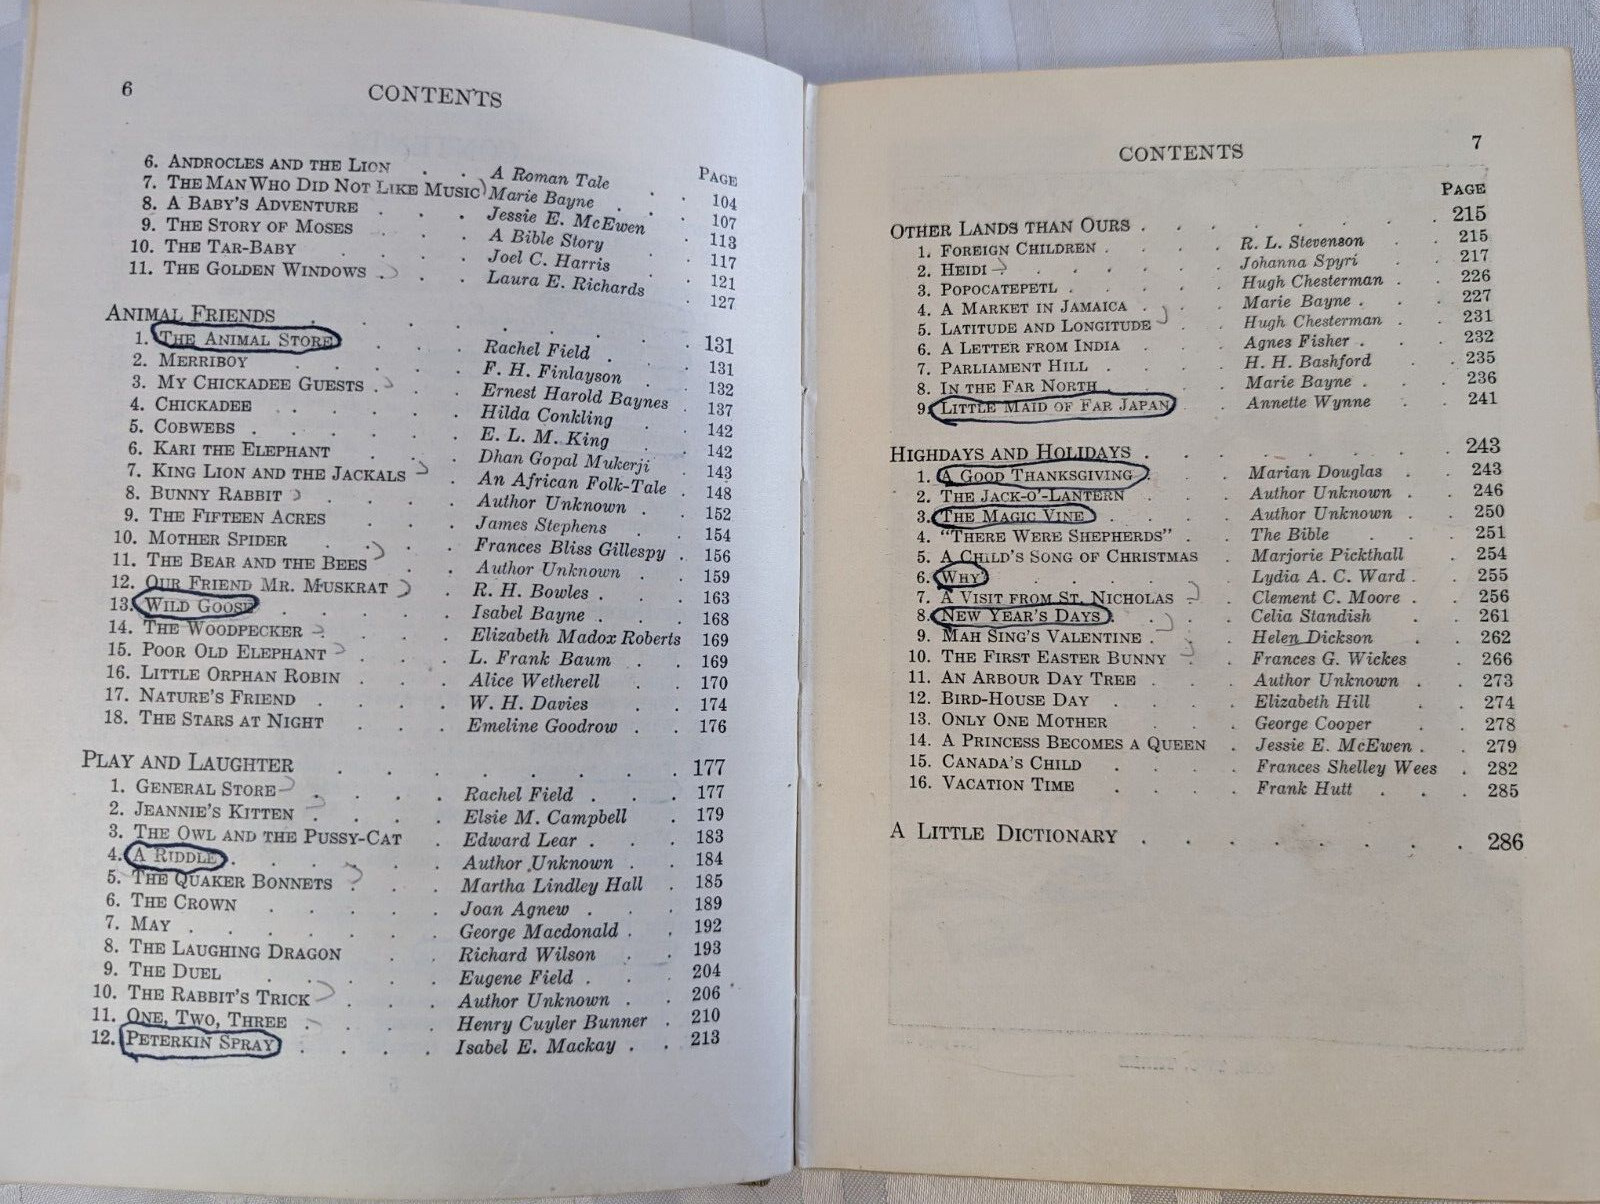 6
CONTENTS
PAGE
6. ANDROCLES AND THE LION . . A Roman Tale . 104
7. THE MAN WHO DID NOT LIKE MUSIC Marie Bayne . . 107
8. A BABY'S ADVENTURE . . . Jessie E. McEwen . 113
9. THE STORY OF MOSES . . . A Bible Story . 117
10. THE TAR-BABY . . . . Joel C. Harris . 121
11. THE GOLDEN WINDOWS . . . Laura E. Richards . 127
ANIMAL FRIENDS . . . . . . . 131
1. THE ANIMAL STORE . . . Rachel Field . 131
2. MERRIBOY . . . . F. H. Finlayson . 132
3. MY CHICKADEE GUESTS . . . Ernest Harold Baynes . 137
4. CHICKADEE . . . . Hilda Conkling . 142
5. COBWEBS . . . . . E. L. M. King . 142
6. KARI THE ELEPHANT . . . Dhan Gopal Mukerji . 143
7. KING LION AND THE JACKALS . An African Folk-Tale . 148
8. BUNNY RABBIT . . . . Author Unknown . 152
9. THE FIFTEEN ACRES . . . James Stephens . 154
10. MOTHER SPIDER . . . Frances Bliss Gillespy . 156
11. THE BEAR AND THE BEES . . Author Unknown . 159
12. OUR FRIEND MR. MUSKRAT . R. H. Bowles . . 163
13. WILD GOOSE . . . . Isabel Bayne . 168
14. THE WOODPECKER . . . Elizabeth Madox Roberts 169
15. POOR OLD ELEPHANT . . . L. Frank Baum . . 169
16. LITTLE ORPHAN ROBIN . . . Alice Wetherell . 170
17. NATURE'S FRIEND . . . . W. H. Davies . . 174
18. THE STARS AT NIGHT . . . Emeline Goodrow . 176
PLAY AND LAUGHTER . . . . . . . 177
1. GENERAL STORE . . . . Rachel Field . . 177
2. JEANNIE'S KITTEN . . . . Elsie M. Campbell . 179
3. THE OWL AND THE PUSSY-CAT . Edward Lear . . 183
4. A RIDDLE . . . . . Author Unknown . 184
5. THE QUAKER BONNETS . . . Martha Lindley Hall . 185
6. THE CROWN . . . . Joan Agnew . . 189
7. MAY . . . . . . George Macdonald . . 192
8. THE LAUGHING DRAGON . . Richard Wilson . . 193
9. THE DUEL . . . . Eugene Field . . 204
10. THE RABBIT'S TRICK . . . Author Unknown . . 206
11. ONE, TWO, THREE . . . . Henry Cuyler Bunner . 210
12. PETERKIN SPRAY . . . . Isabel E. Mackay . . 213
CONTENTS
7
PAGE
OTHER LANDS THAN OURS . . . . . . . 215
1. FOREIGN CHILDREN . . . . R. L. Stevenson . . 215
2. HEIDI . . . . . Johanna Spyri . 217
3. POPOCATEPETL . . . . . Hugh Chesterman . . 226
4. A MARKET IN JAMAICA . . . Marie Bayne . . . 227
5. LATITUDE AND LONGITUDE . . Hugh Chesterman . . 231
6. A LETTER FROM INDIA . . . Agnes Fisher . . . 232
7. PARLIAMENT HILL . . . . H. H. Bashford . . 235
8. IN THE FAR NORTH . . . . Marie Bayne . . . 236
9. LITTLE MAID OF FAR JAPAN . . Annette Wynne . . 241
HIGHDAYS AND HOLIDAYS . . . . . . . 243
1. A GOOD THANKSGIVING . . . Marian Douglas . . 243
2. THE JACK-O'-LANTERN . . . Author Unknown . . 246
3. THE MAGIC VINE . . . . Author Unknown . . 250
4. "THERE WERE SHEPHERDS" . . The Bible . . . 251
5. A CHILD'S SONG OF CHRISTMAS Marjorie Pickthall . 254
6. WHY? . . . . . Lydia A. C. Ward . . 255
7. A VISIT FROM ST. NICHOLAS . Clement C. Moore . . 256
8. NEW YEAR'S DAYS . . . . Celia Standish . . 261
9. MAH SING'S VALENTINE . . . Helen Dickson . . 262
10. THE FIRST EASTER BUNNY . . Frances G. Wickes . 266
11. AN ARBOUR DAY TREE . . . Author Unknown . . 273
12. BIRD-HOUSE DAY . . . . Elizabeth Hill . . 274
13. ONLY ONE MOTHER . . . George Cooper . . 278
14. A PRINCESS BECOMES A QUEEN . Jessie E. McEwen . . 279
15. CANADA'S CHILD . . . . Frances Shelley Wees . 282
16. VACATION TIME . . . . Frank Hutt . . . 285
A LITTLE DICTIONARY . . . . . . . 286